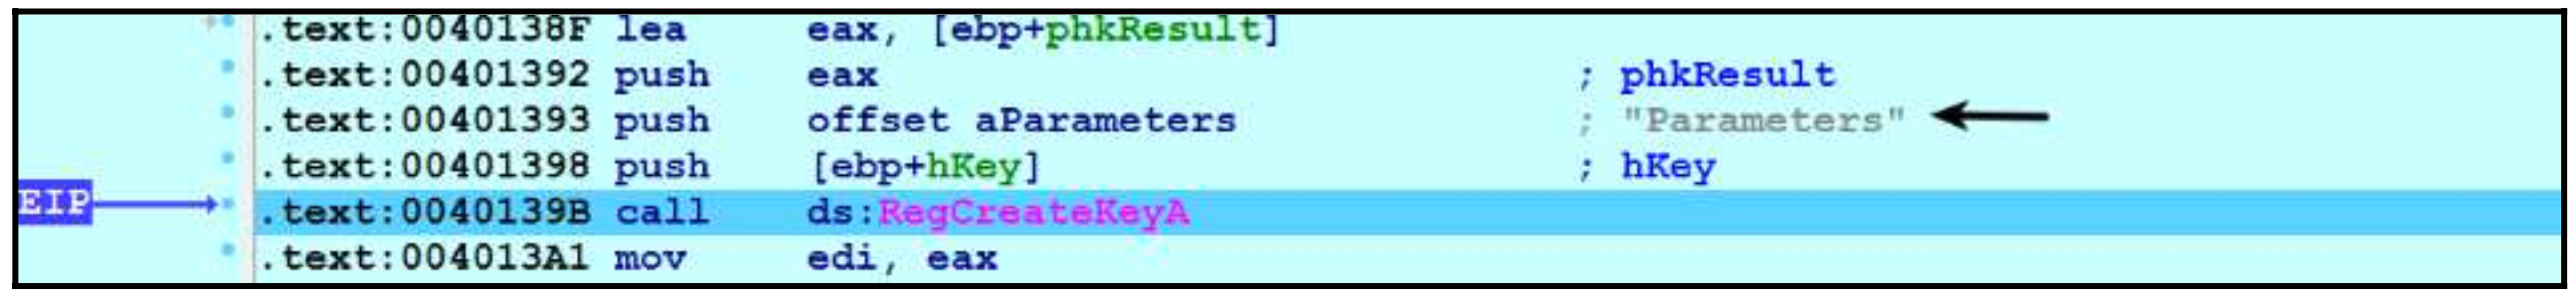 .text:0040138F lea eax, [ebp+phkResult]
.text:00401392 push eax ; phkResult
.text:00401393 push offset aParameters ; "Parameters"
.text:00401398 push [ebp+hKey] ; hKey
EIP .text:0040139B call ds:RegCreateKeyA
.text:004013A1 mov edi, eax